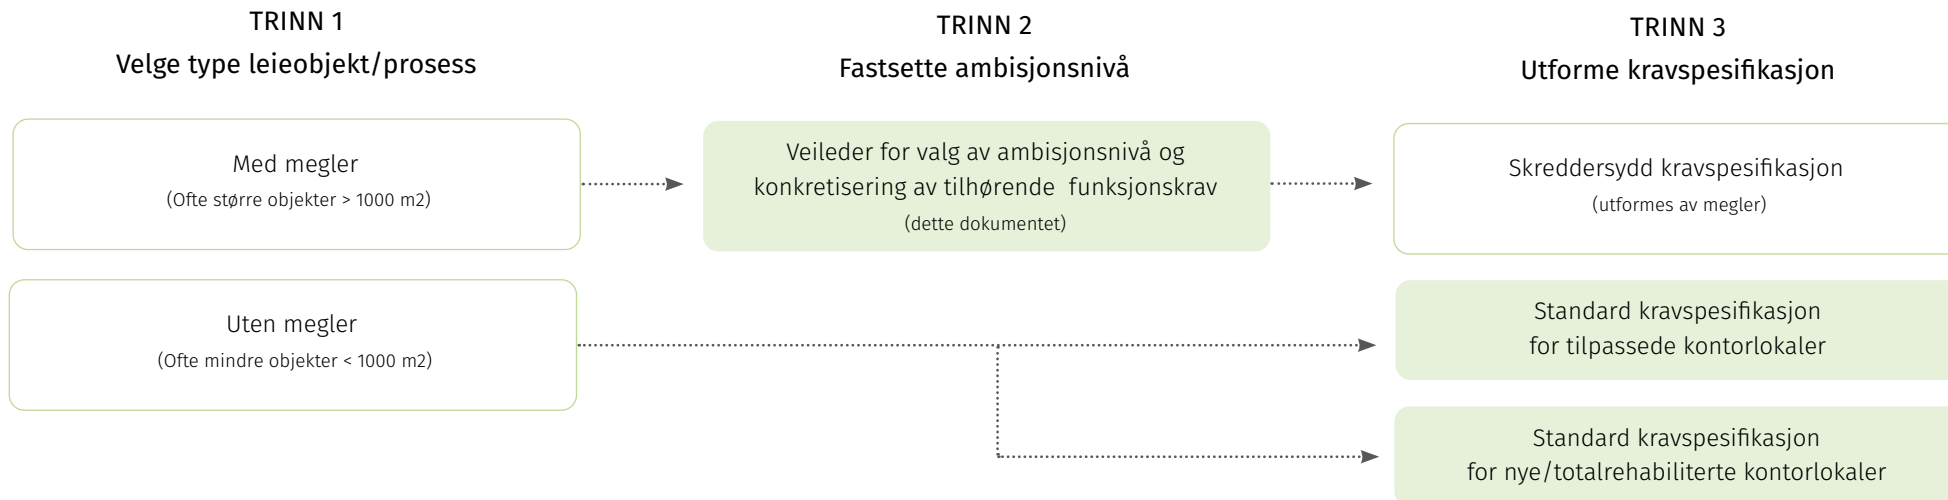 TRINN 1
Velge type leieobjekt/prosess
TRINN 2
Fastsette ambisjonsnivå
TRINN 3
Utforme kravspesifikasjon
Med megler
(Ofte større objekter > 1000 m2)
Veileder for valg av ambisjonsnivå og
konkretisering av tilhørende funksjonskrav
(dette dokumentet)
Skreddersydd kravspesifikasjon
(utformes av megler)
Uten megler
(Ofte mindre objekter < 1000 m2)
Standard kravspesifikasjon
for tilpassede kontorlokaler
Standard kravspesifikasjon
for nye/totalrehabiliterte kontorlokaler